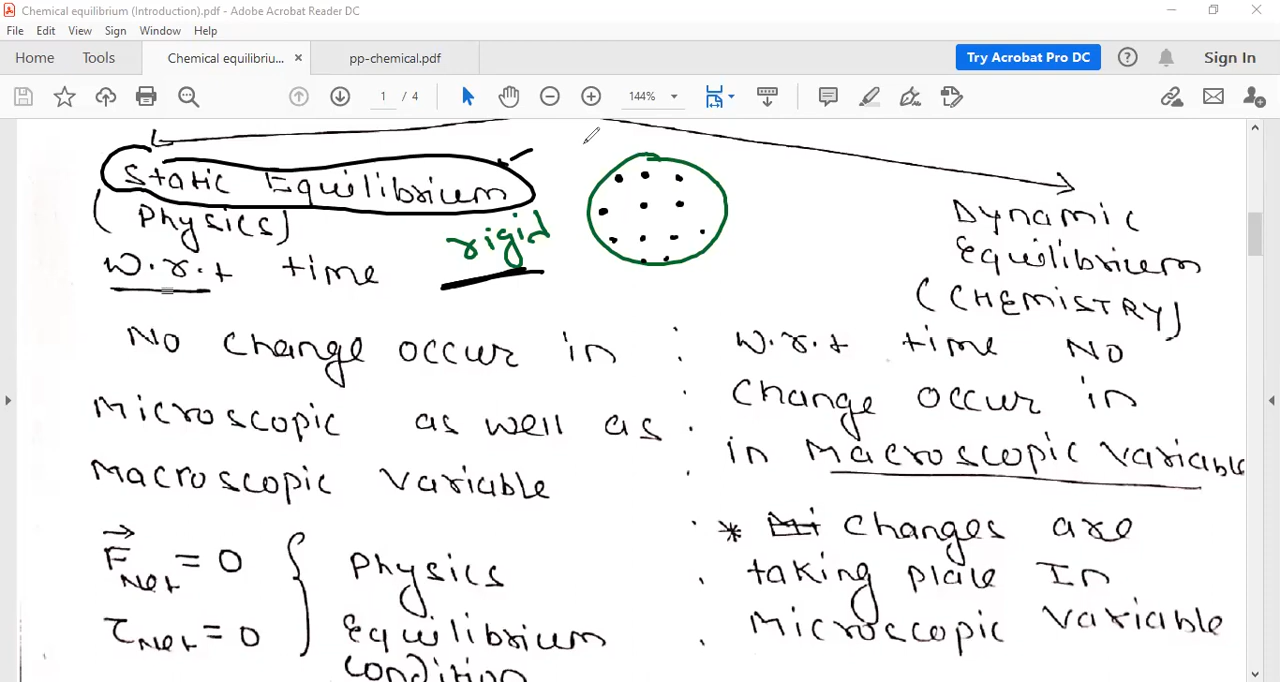 Chemical equilibrium (Introduction).pdf - Adobe Acrobat Reader DC
File Edit View Sign Window Help
Home Tools Chemical equilibriu... × pp-chemical.pdf Try Acrobat Pro DC Sign In
1 / 4 144%
Static Equilibrium
(Physics)
w.r.t time
rigid
No change occur in
Microscopic as well as
Macroscopic variable
F Net = 0
τ Net = 0
Physics
Equilibrium
condition
Dynamic
Equilibrium
(CHEMISTRY)
w.r.t time NO
change occur in
in Macroscopic variable
* Changes are
taking place In
Microscopic variable